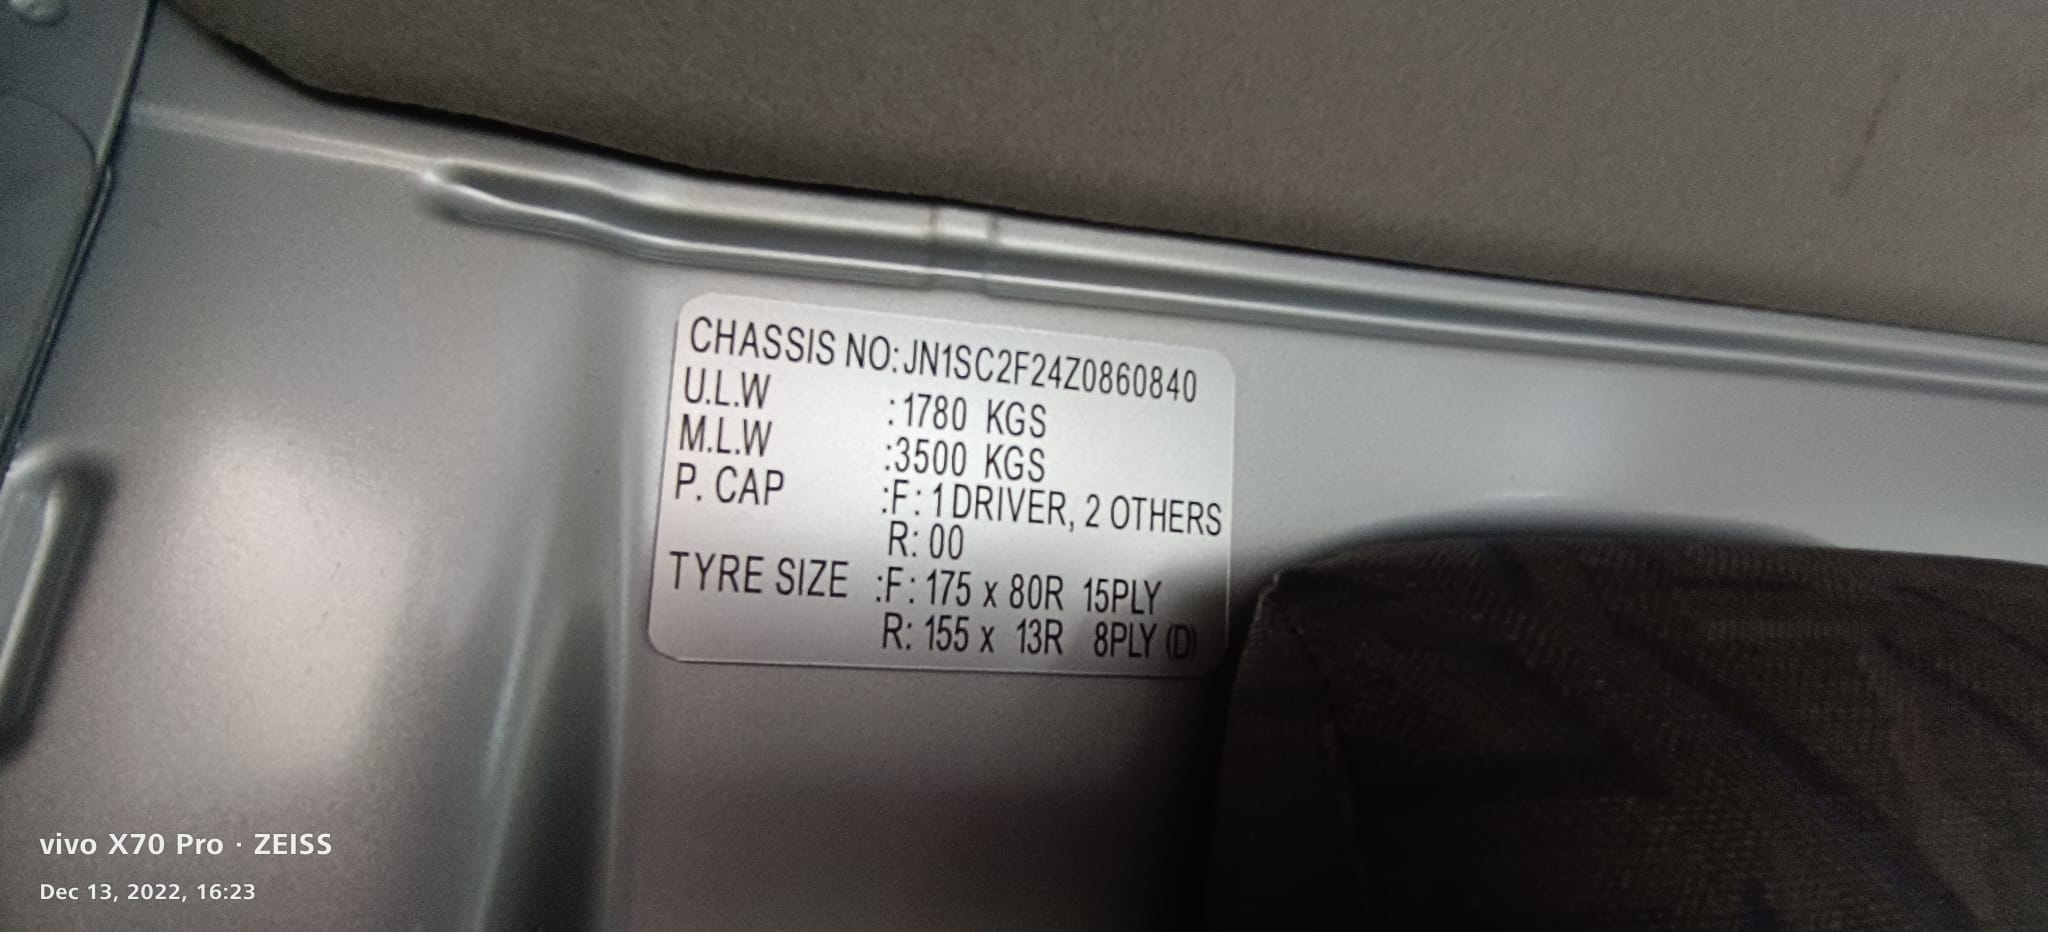 CHASSIS NO:JN1SC2F24Z0860840
U.L.W :1780 KGS
M.L.W :3500 KGS
P. CAP :F: 1 DRIVER, 2 OTHERS
R: 00
TYRE SIZE :F: 175 x 80R 15PLY
R: 155 x 13R 8PLY (D)
vivo X70 Pro · ZEISS
Dec 13, 2022, 16:23